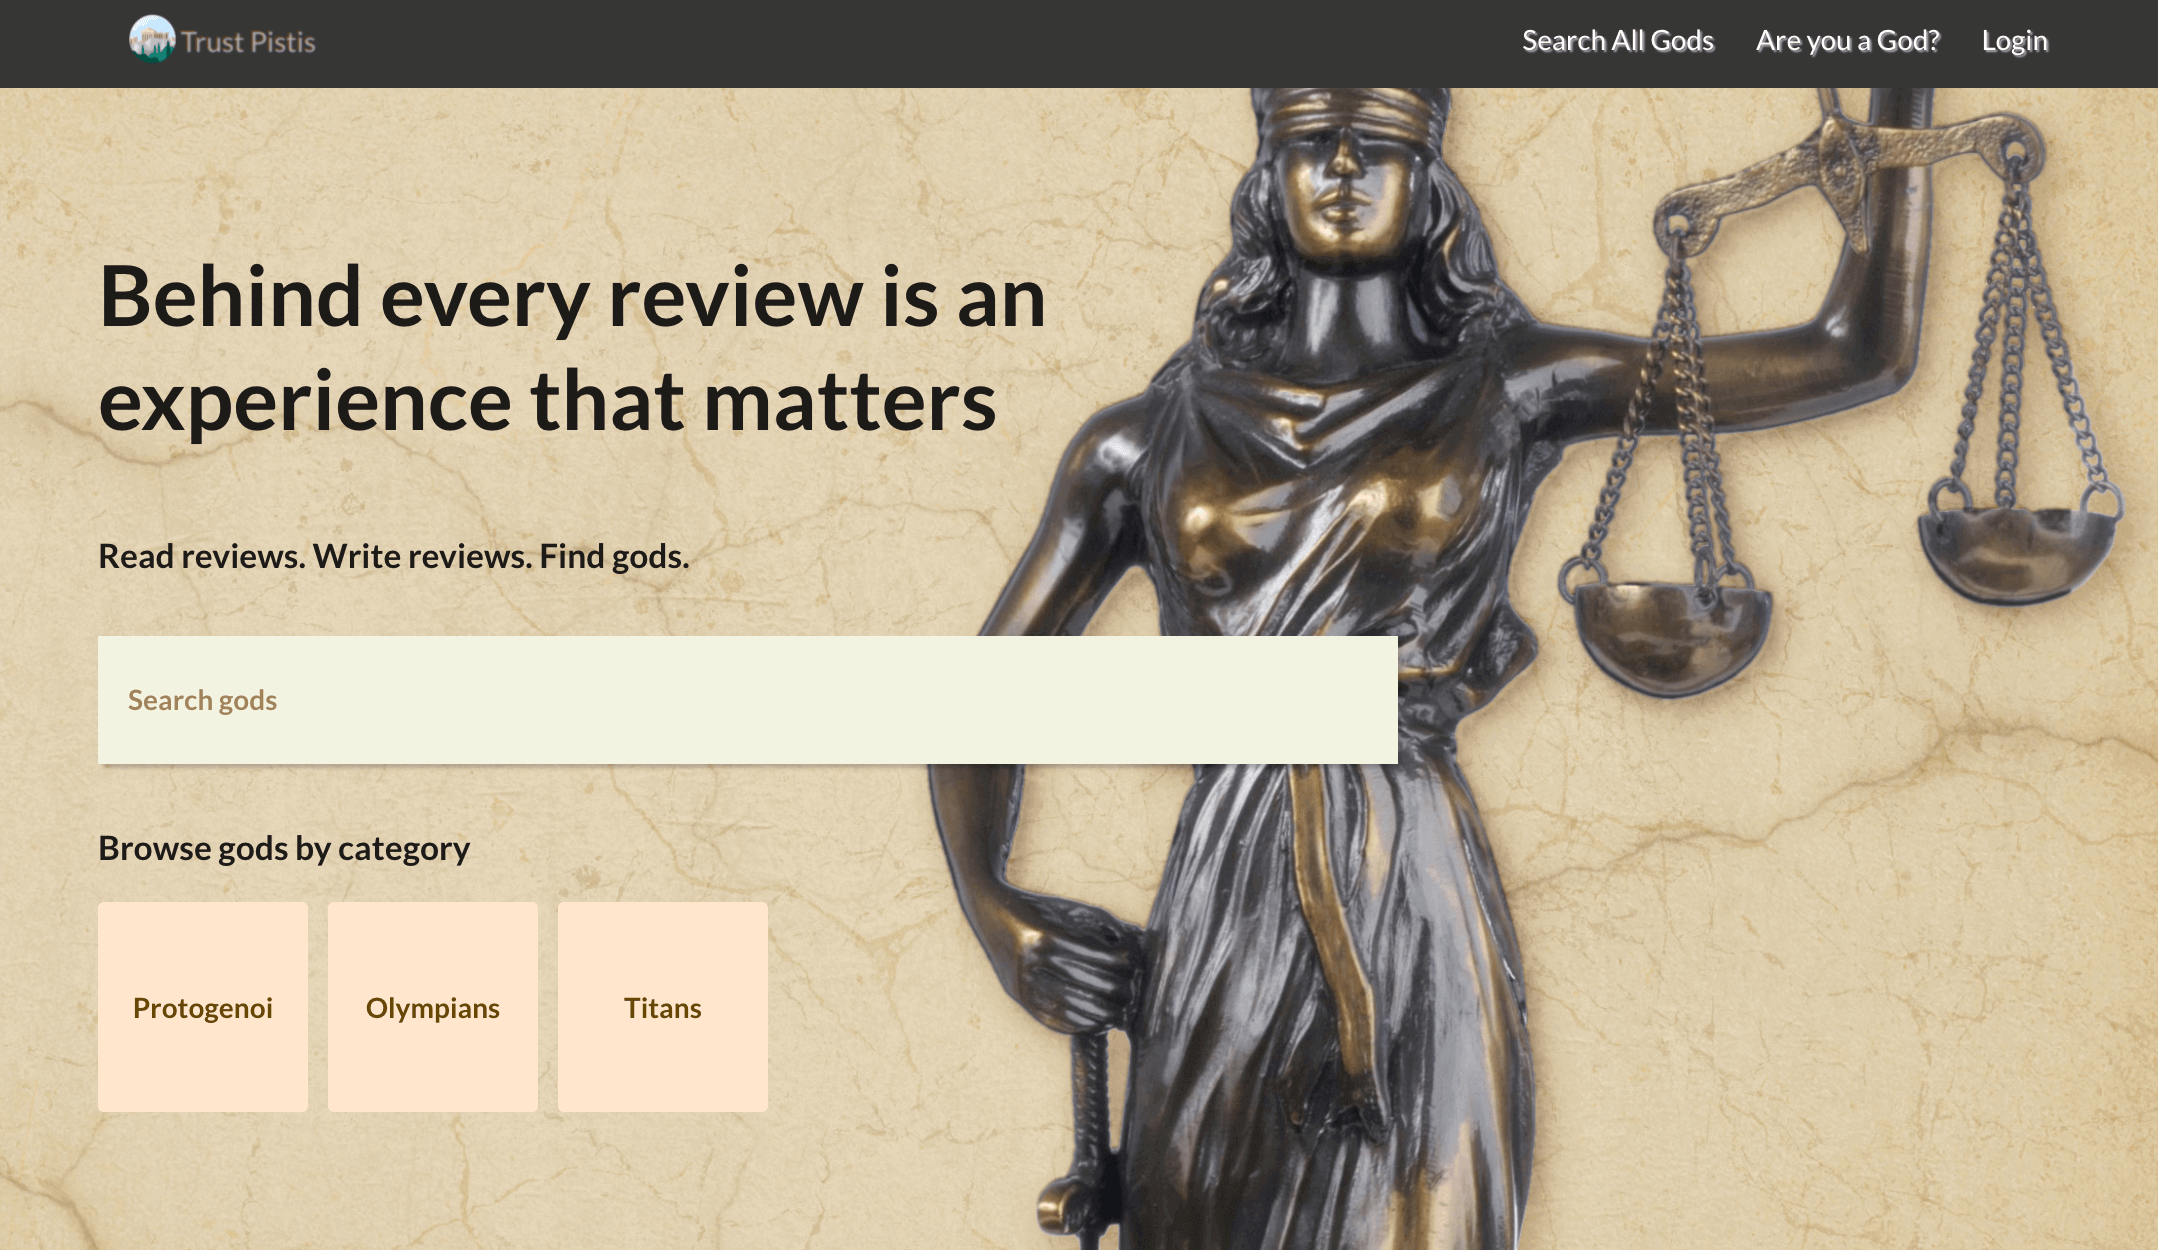 Trust Pistis
Search All Gods
Are you a God?
Login
Behind every review is an
experience that matters
Read reviews. Write reviews. Find gods.
Search gods
Browse gods by category
Protogenoi
Olympians
Titans